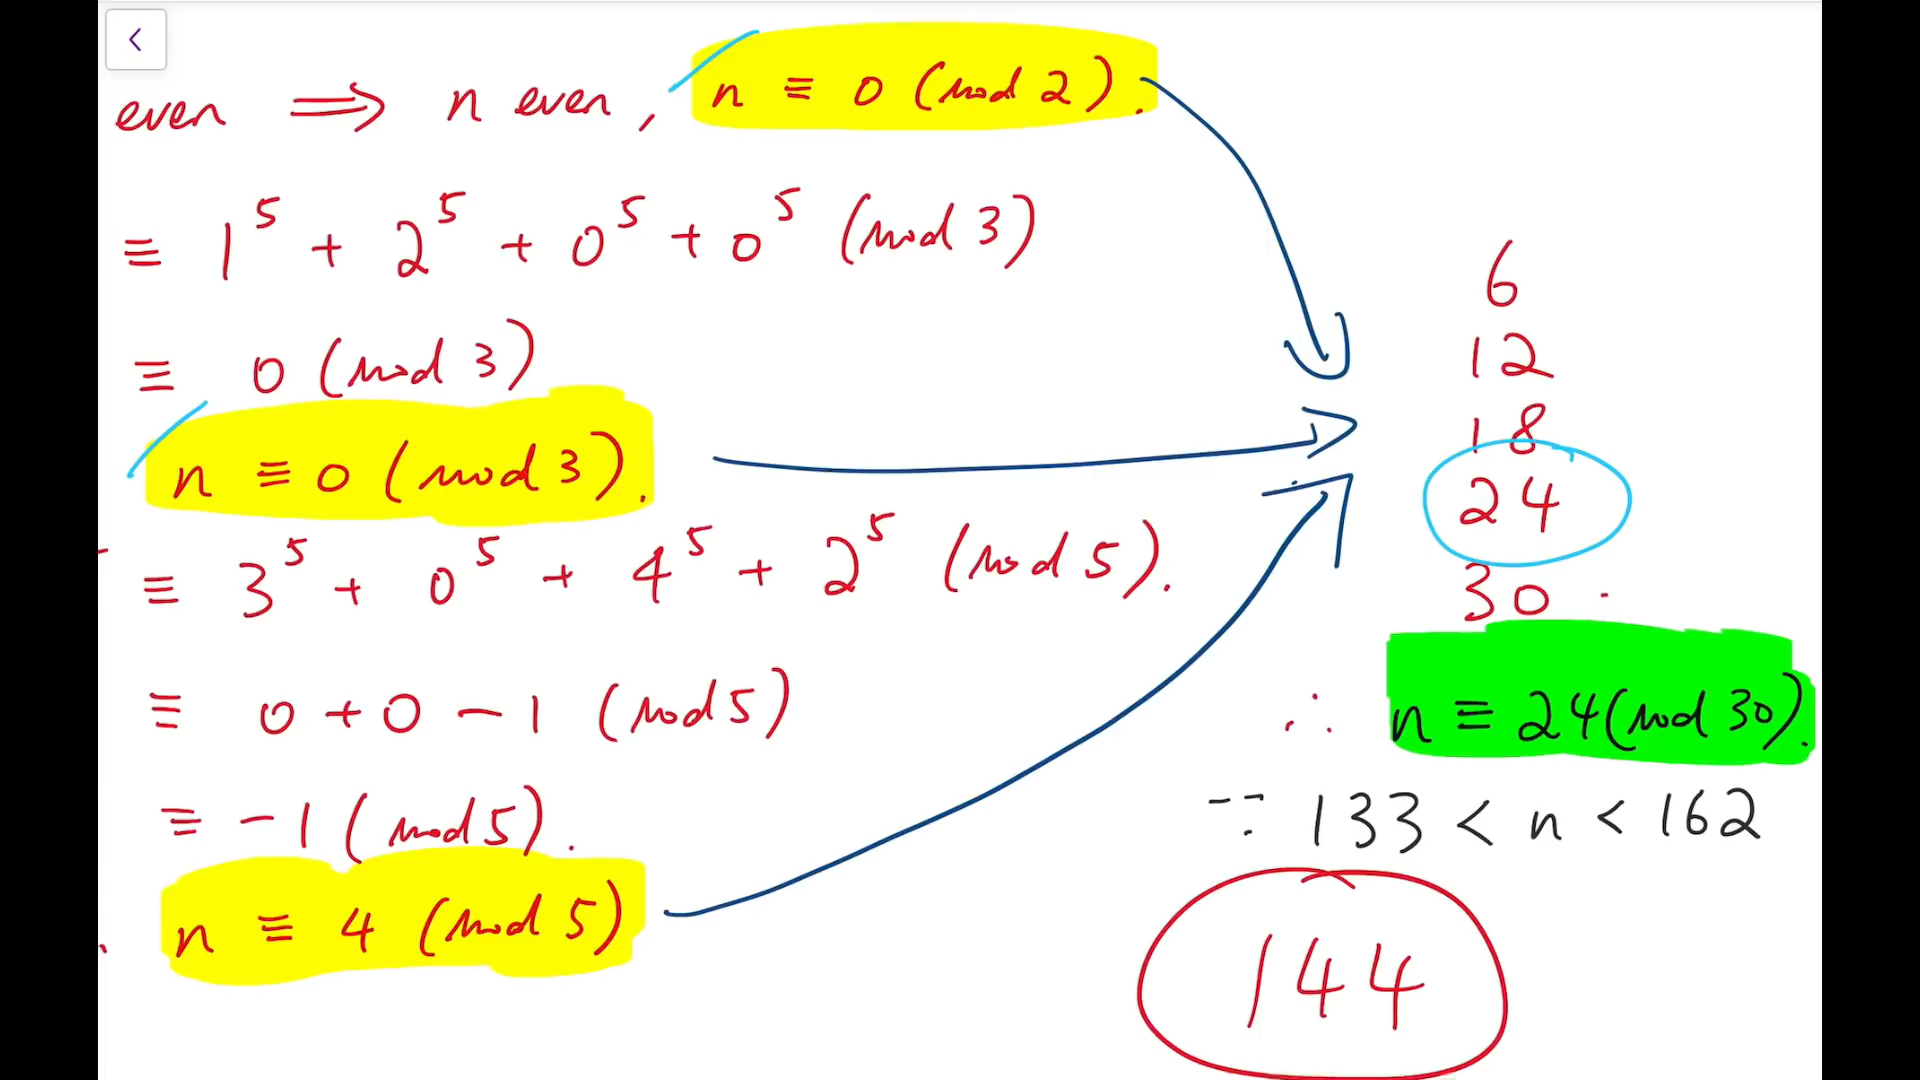 even ⟹ n even, n ≡ 0 (mod 2).
≡ 1⁵ + 2⁵ + 0⁵ + 0⁵ (mod 3)
≡ 0 (mod 3)
n ≡ 0 (mod 3).
≡ 3⁵ + 0⁵ + 4⁵ + 2⁵ (mod 5).
≡ 0 + 0 - 1 (mod 5)
≡ -1 (mod 5).
n ≡ 4 (mod 5)
6
12
18
24
30
∴ n ≡ 24 (mod 30).
∵ 133 < n < 162
144